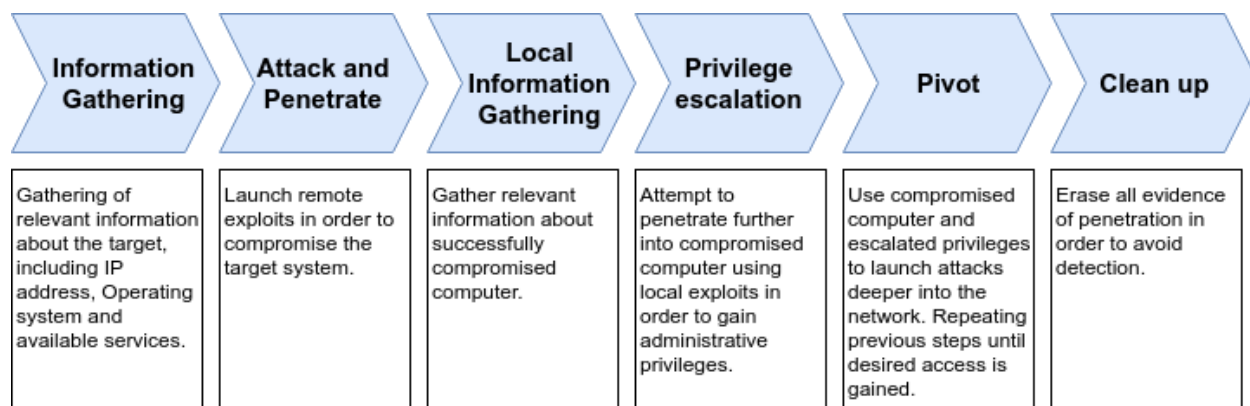 Information
Gathering
Attack and
Penetrate
Local
Information
Gathering
Privilege
escalation
Pivot
Clean up
Gathering of
relevant information
about the target,
including IP
address, Operating
system and
available services.
Launch remote
exploits in order to
compromise the
target system.
Gather relevant
information about
successfully
compromised
computer.
Attempt to
penetrate further
into compromised
computer using
local exploits in
order to gain
administrative
privileges.
Use compromised
computer and
escalated privileges
to launch attacks
deeper into the
network. Repeating
previous steps until
desired access is
gained.
Erase all evidence
of penetration in
order to avoid
detection.